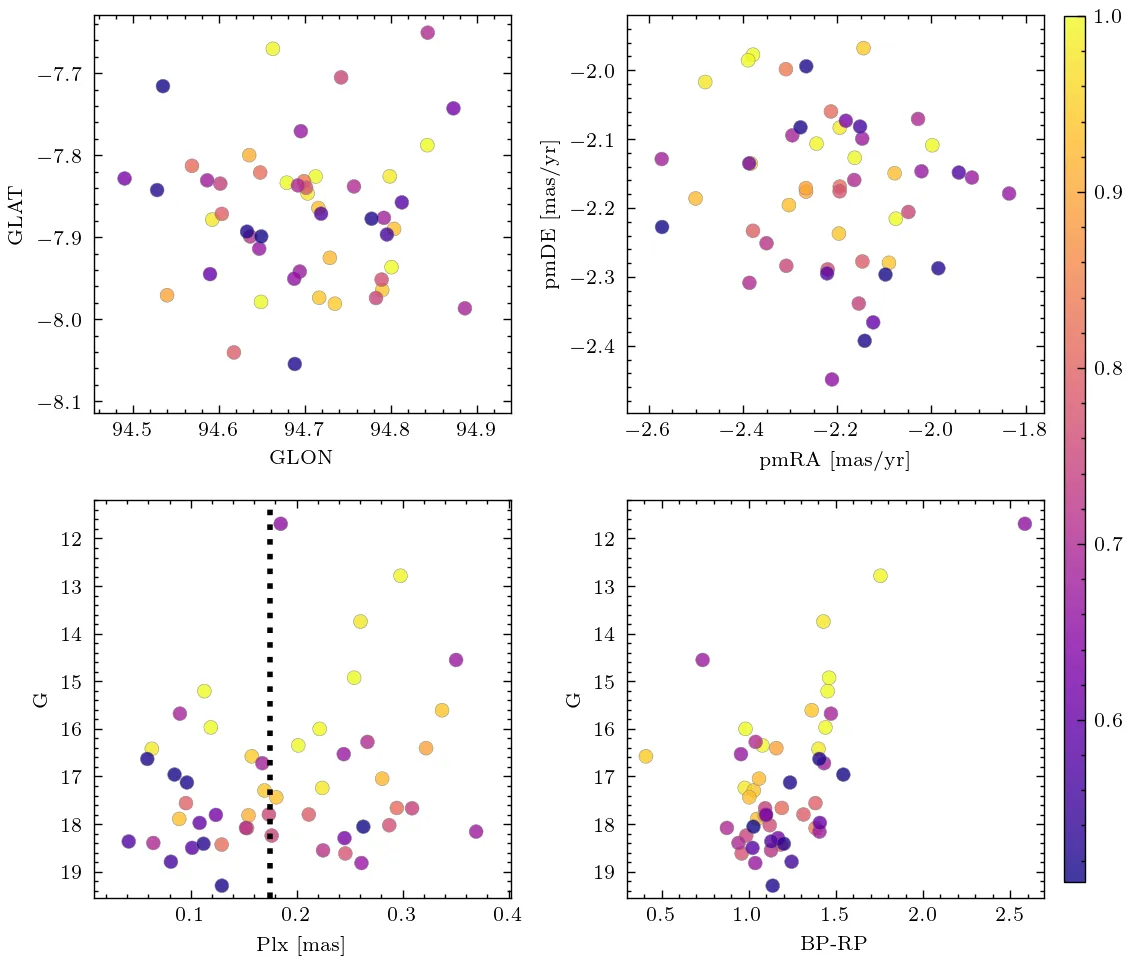 −7.7
−7.8
−7.9
−8.0
−8.1
GLAT
94.5 94.6 94.7 94.8 94.9
GLON
−2.0
−2.1
−2.2
−2.3
−2.4
pmDE [mas/yr]
−2.6 −2.4 −2.2 −2.0 −1.8
pmRA [mas/yr]
1.0
0.9
0.8
0.7
0.6
12
13
14
15
16
17
18
19
G
0.1 0.2 0.3 0.4
Plx [mas]
12
13
14
15
16
17
18
19
G
0.5 1.0 1.5 2.0 2.5
BP-RP